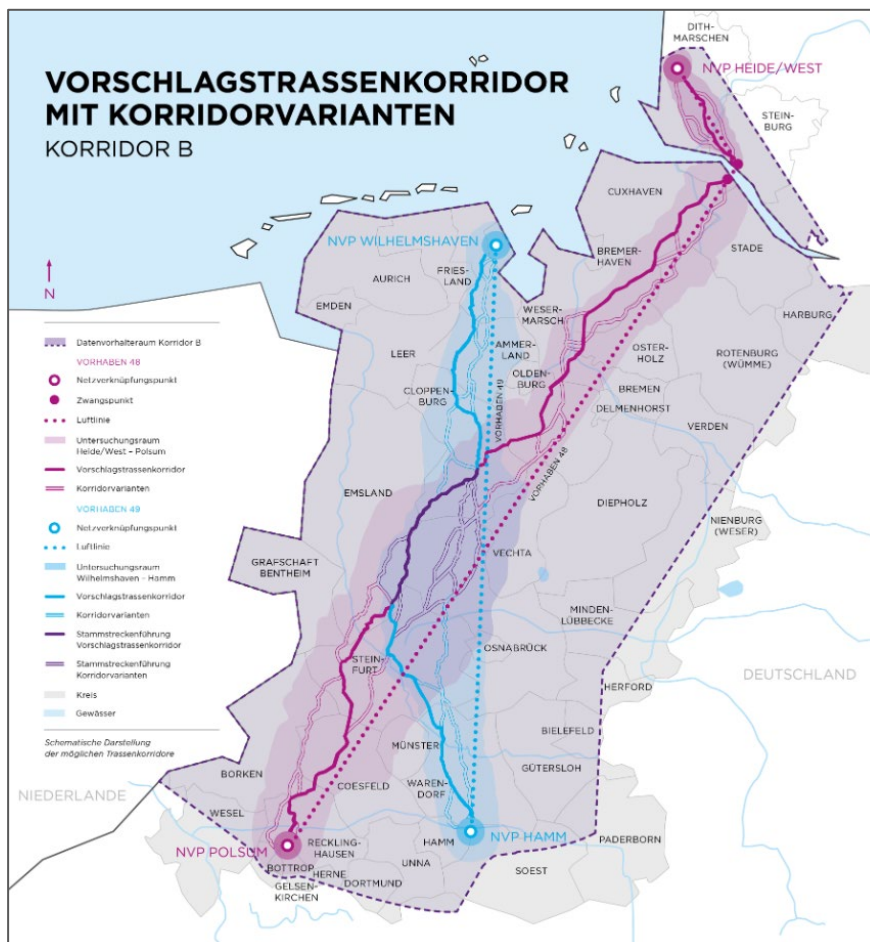 VORSCHLAGSTRASSENKORRIDOR
MIT KORRIDORVARIANTEN
KORRIDOR B
DITH-
MARSCHEN
NVP HEIDE/WEST
STEIN-
BURG
CUXHAVEN
NVP WILHELMSHAVEN
BREMER-
HAVEN
STADE
AURICH
FRIES-
LAND
N
EMDEN
WESER-
MARSCH
HARBURG
LEER
AMMER-
LAND
OSTER-
HOLZ
ROTENBURG
(WÜMME)
OLDEN-
BURG
CLOPPEN-
BURG
BREMEN
DELMENHORST
VERDEN
VORHABEN 49
VORHABEN 48
EMSLAND
DIEPHOLZ
NIENBURG
(WESER)
VECHTA
GRAFSCHAFT
BENTHEIM
MINDEN-
LÜBBECKE
OSNABRÜCK
STEIN-
FURT
HERFORD
DEUTSCHLAND
BIELEFELD
MÜNSTER
GÜTERSLOH
BORKEN
COESFELD
WAREN-
DORF
NIEDERLANDE
WESEL
NVP HAMM
PADERBORN
NVP POLSUM
RECKLING-
HAUSEN
HAMM
BOTTROP
HERNE
UNNA
SOEST
GELSEN-
KIRCHEN
DORTMUND
Datenvorhalteraum Korridor B
VORHABEN 48
Netzverknüpfungspunkt
Zwangspunkt
Luftlinie
Untersuchungsraum
Heide/West – Polsum
Vorschlagstrassenkorridor
Korridorvarianten
VORHABEN 49
Netzverknüpfungspunkt
Luftlinie
Untersuchungsraum
Wilhelmshaven – Hamm
Vorschlagstrassenkorridor
Korridorvarianten
Stammstreckenführung
Vorschlagstrassenkorridor
Stammstreckenführung
Korridorvarianten
Kreis
Gewässer
Schematische Darstellung
der möglichen Trassenkorridore